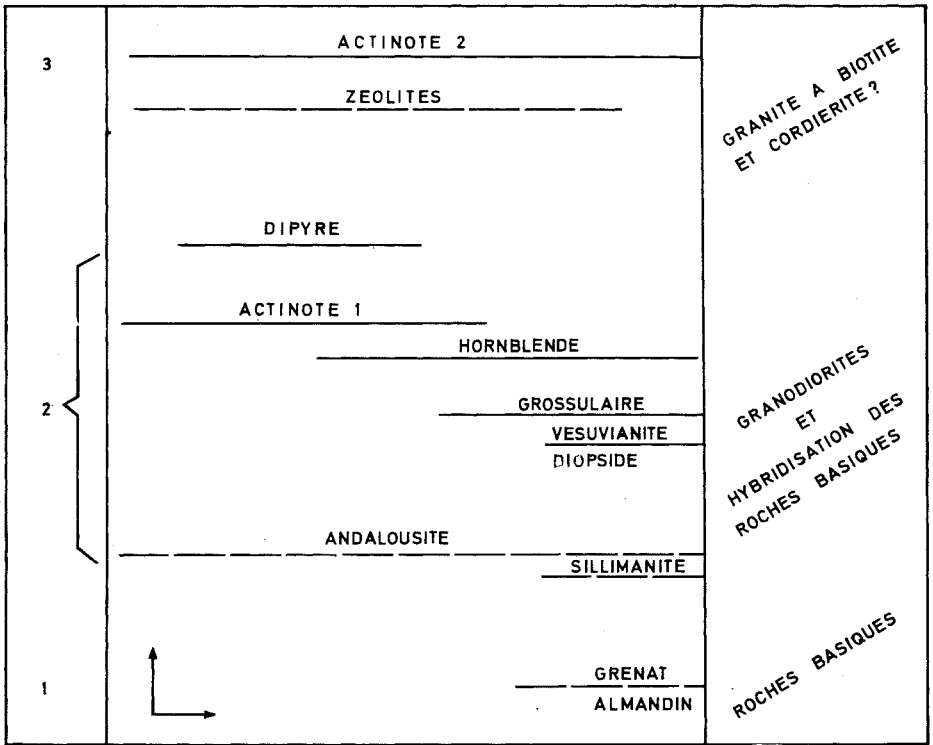 3
ACTINOTE 2
ZEOLITES
GRANITE A BIOTITE
ET CORDIERITE ?
DIPYRE
ACTINOTE 1
HORNBLENDE
2
GROSSULAIRE
VESUVIANITE
DIOPSIDE
GRANODIORITES
ET
HYBRIDISATION DES
ROCHES BASIQUES
ANDALOUSITE
SILLIMANITE
1
GRENAT
ALMANDIN
ROCHES BASIQUES